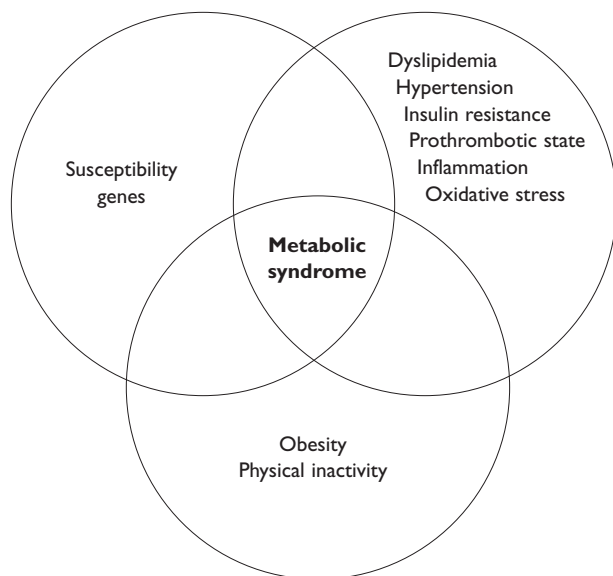 Dyslipidemia
Hypertension
Insulin resistance
Prothrombotic state
Inflammation
Oxidative stress
Susceptibility
genes
Metabolic
syndrome
Obesity
Physical inactivity